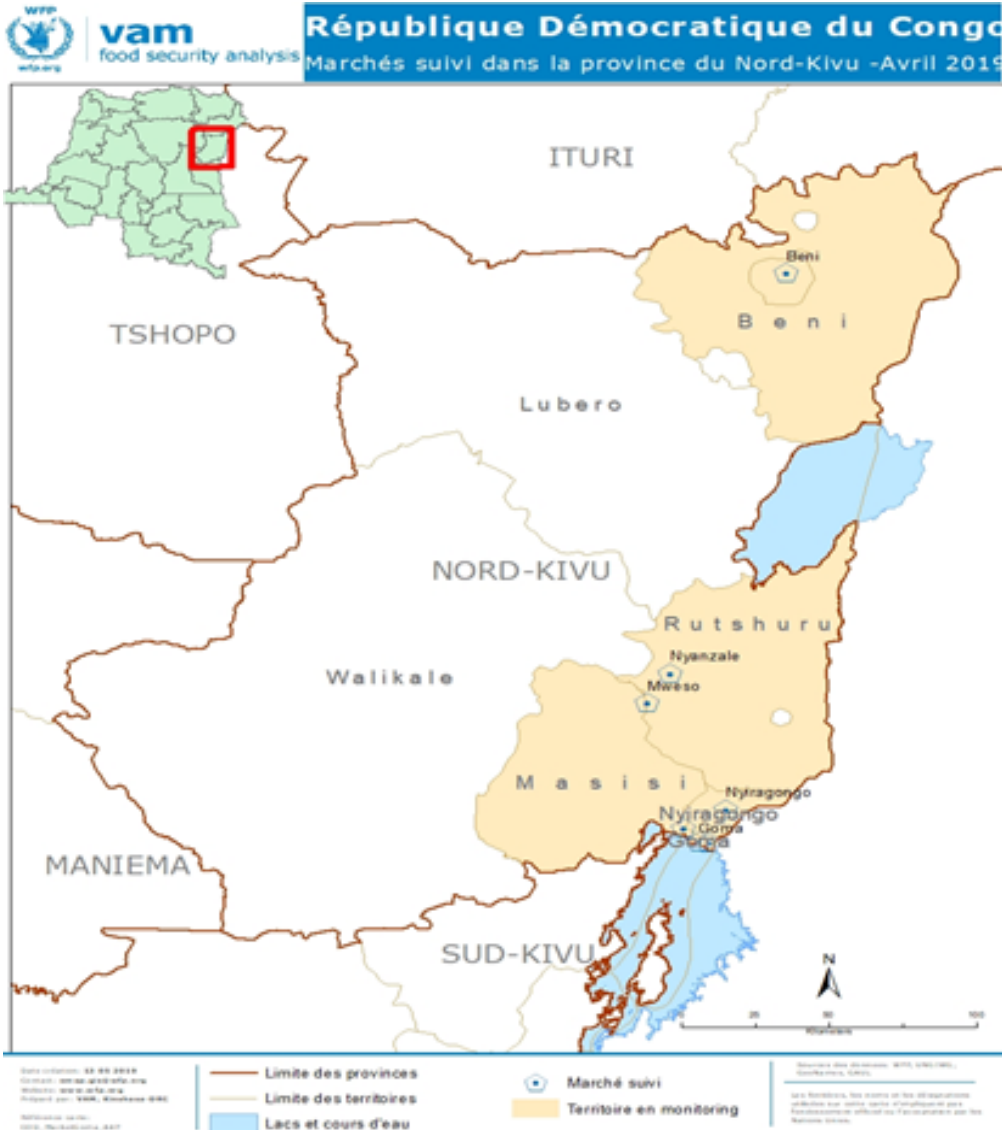 WFP
wfp.org
vam
food security analysis
République Démocratique du Congo
Marchés suivi dans la province du Nord-Kivu -Avril 2019
ITURI
Beni
Beni
TSHOPO
Lubero
NORD-KIVU
Rutshuru
Nyanzale
Walikale
Mweso
Masisi
Nyiragongo
Nyiragongo
Goma
Goma
MANIEMA
SUD-KIVU
N
25 50 100
Kilometers
Limite des provinces
Limite des territoires
Lacs et cours d'eau
Marché suivi
Territoire en monitoring